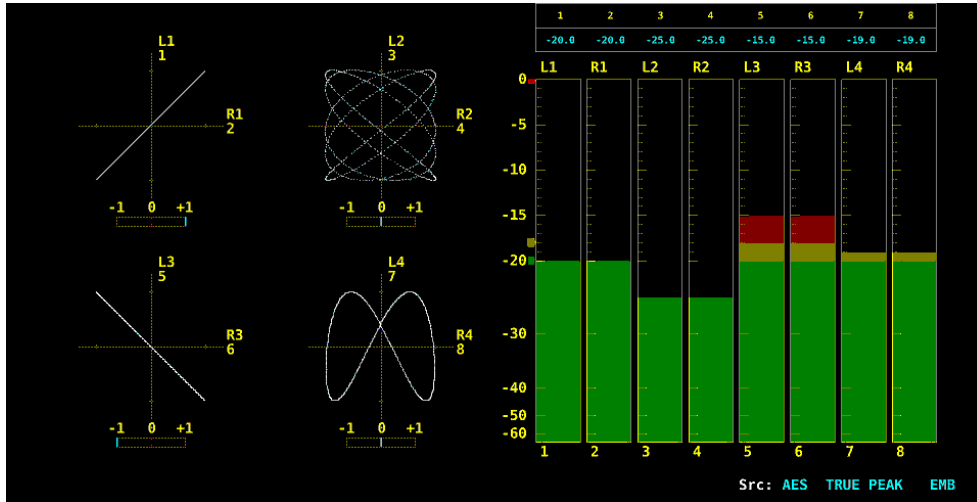 1 2 3 4 5 6 7 8
-20.0 -20.0 -25.0 -25.0 -15.0 -15.0 -19.0 -19.0
L1
1
R1
2
-1 0 +1
L2
3
R2
4
-1 0 +1
L3
5
R3
6
-1 0 +1
L4
7
R4
8
-1 0 +1
L1 R1 L2 R2 L3 R3 L4 R4
0
-5
-10
-15
-20
-30
-40
-50
-60
1 2 3 4 5 6 7 8
Src: AES TRUE PEAK EMB